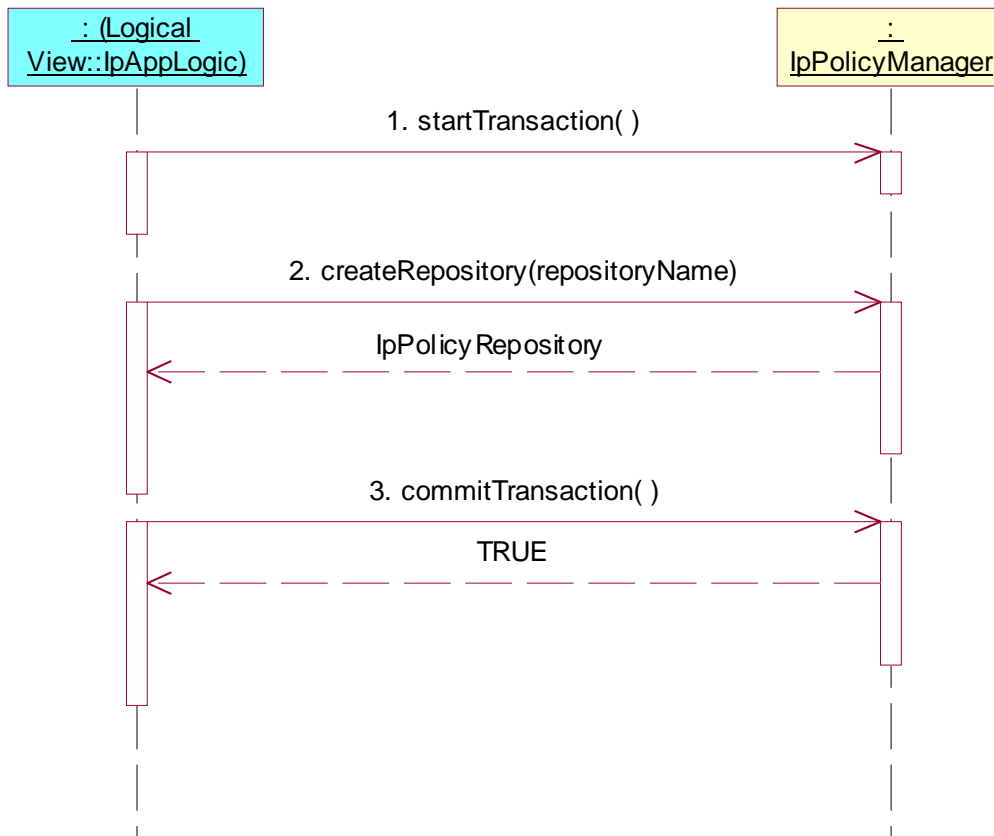 : (Logical
View::IpAppLogic)
:
IpPolicyManager
1. startTransaction( )
2. createRepository(repositoryName)
IpPolicyRepository
3. commitTransaction( )
TRUE